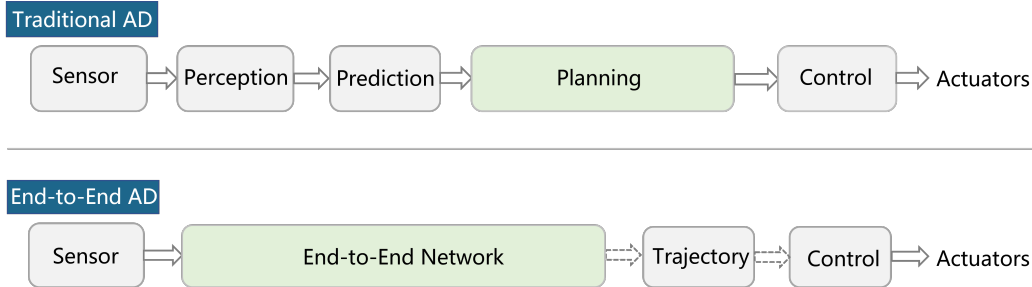 Traditional AD
Sensor
Perception
Prediction
Planning
Control
Actuators
End-to-End AD
Sensor
End-to-End Network
Trajectory
Control
Actuators